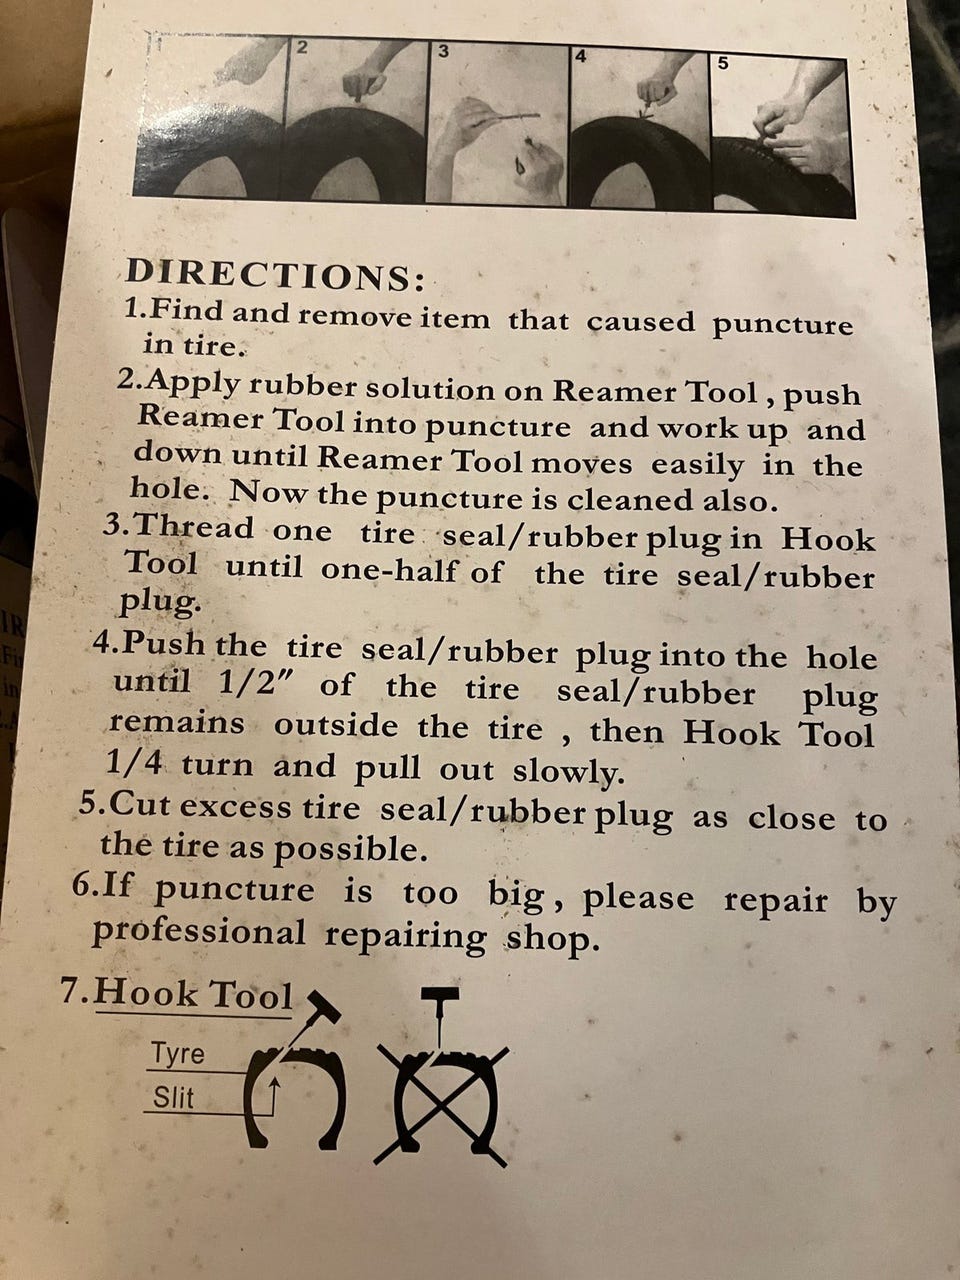 1 2 3 4 5
DIRECTIONS:
1.Find and remove item that caused puncture
in tire.
2.Apply rubber solution on Reamer Tool , push
Reamer Tool into puncture and work up and
down until Reamer Tool moves easily in the
hole. Now the puncture is cleaned also.
3.Thread one tire seal/rubber plug in Hook
Tool until one-half of the tire seal/rubber
plug.
4.Push the tire seal/rubber plug into the hole
until 1/2″ of the tire seal/rubber plug
remains outside the tire , then Hook Tool
1/4 turn and pull out slowly.
5.Cut excess tire seal/rubber plug as close to
the tire as possible.
6.If puncture is too big, please repair by
professional repairing shop.
7.Hook Tool
Tyre
Slit